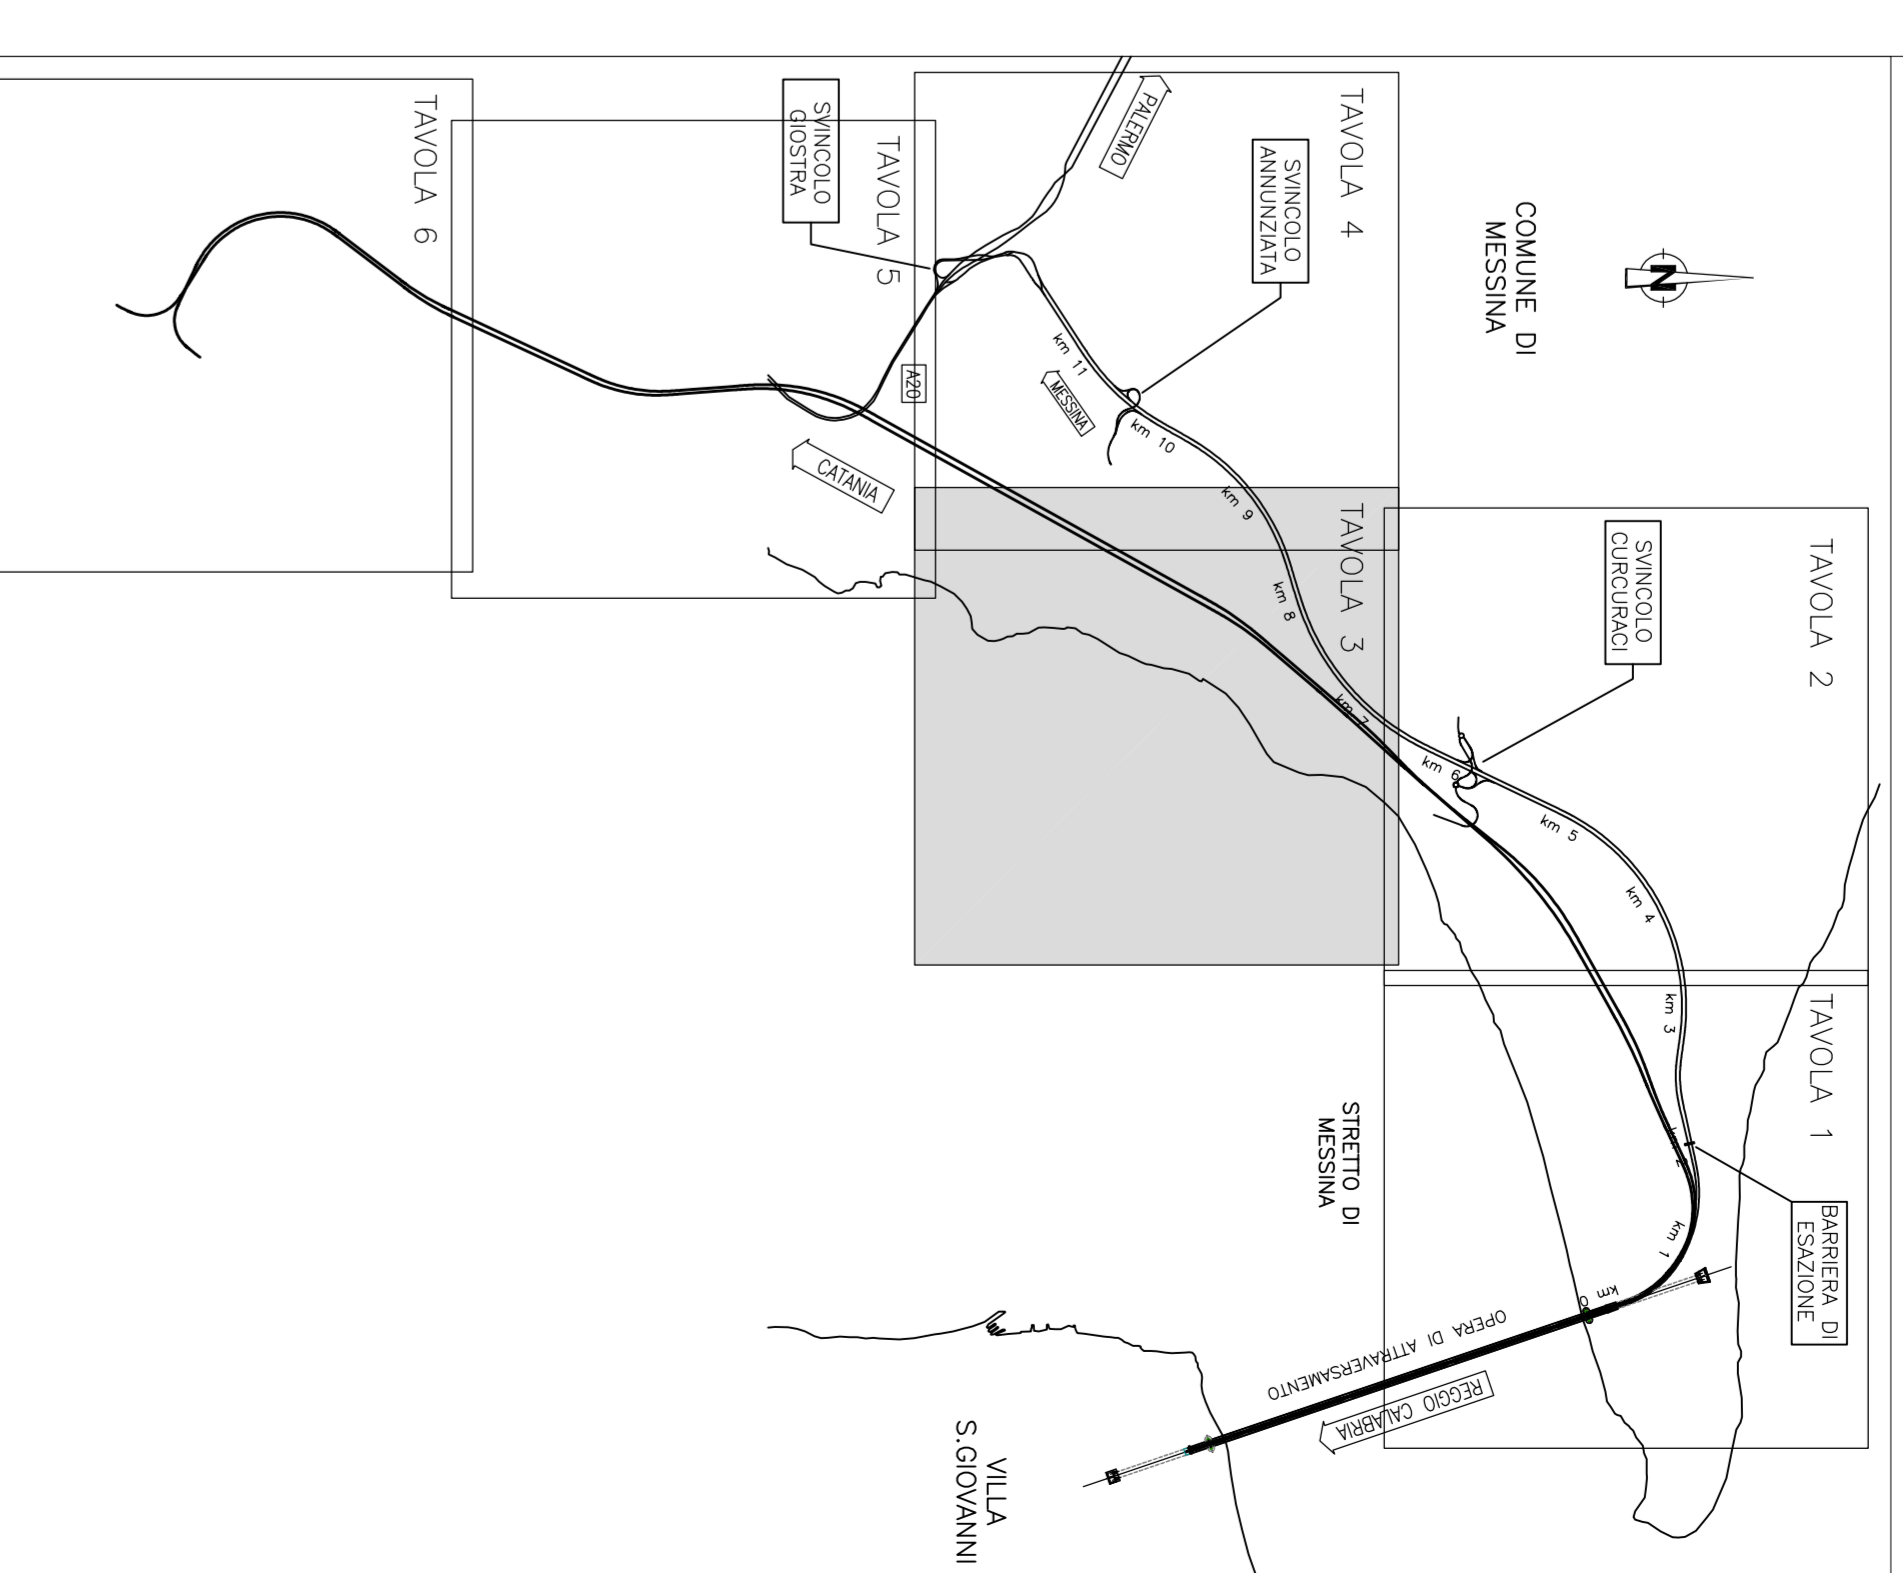 TAVOLA 1
BARRIERA DI
ESAZIONE
TAVOLA 2
SVINCOLO
CURCURACI
N
COMUNE DI
MESSINA
TAVOLA 3
TAVOLA 4
SVINCOLO
ANNUNZIATA
PALERMO
MESSINA
TAVOLA 5
SVINCOLO
GIOSTRA
A20
CATANIA
TAVOLA 6
km 0
km 1
km 2
km 3
km 4
km 5
km 6
km 7
km 8
km 9
km 10
km 11
OPERA DI ATTRAVERSAMENTO
REGGIO CALABRIA
STRETTO DI
MESSINA
VILLA
S.GIOVANNI